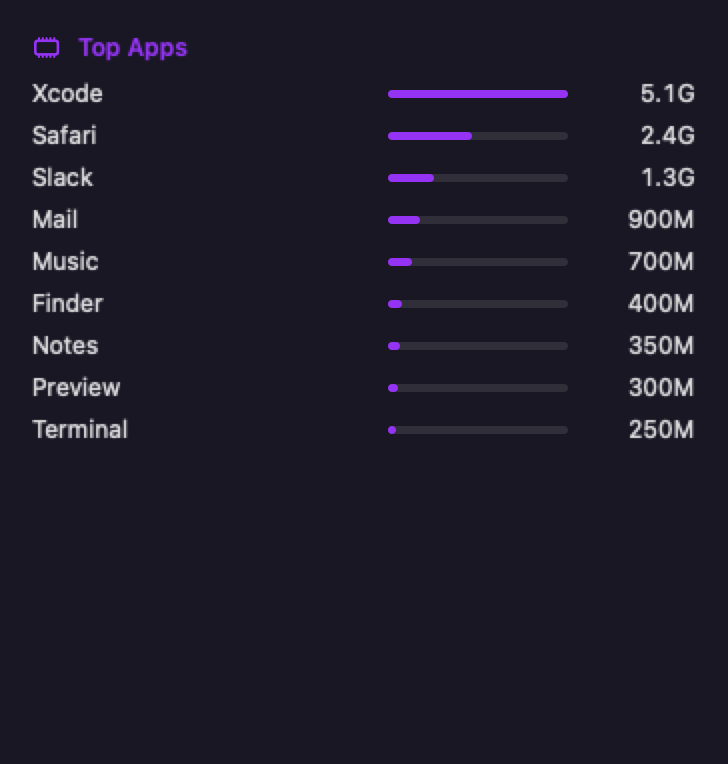 Top Apps
Xcode 5.1G
Safari 2.4G
Slack 1.3G
Mail 900M
Music 700M
Finder 400M
Notes 350M
Preview 300M
Terminal 250M